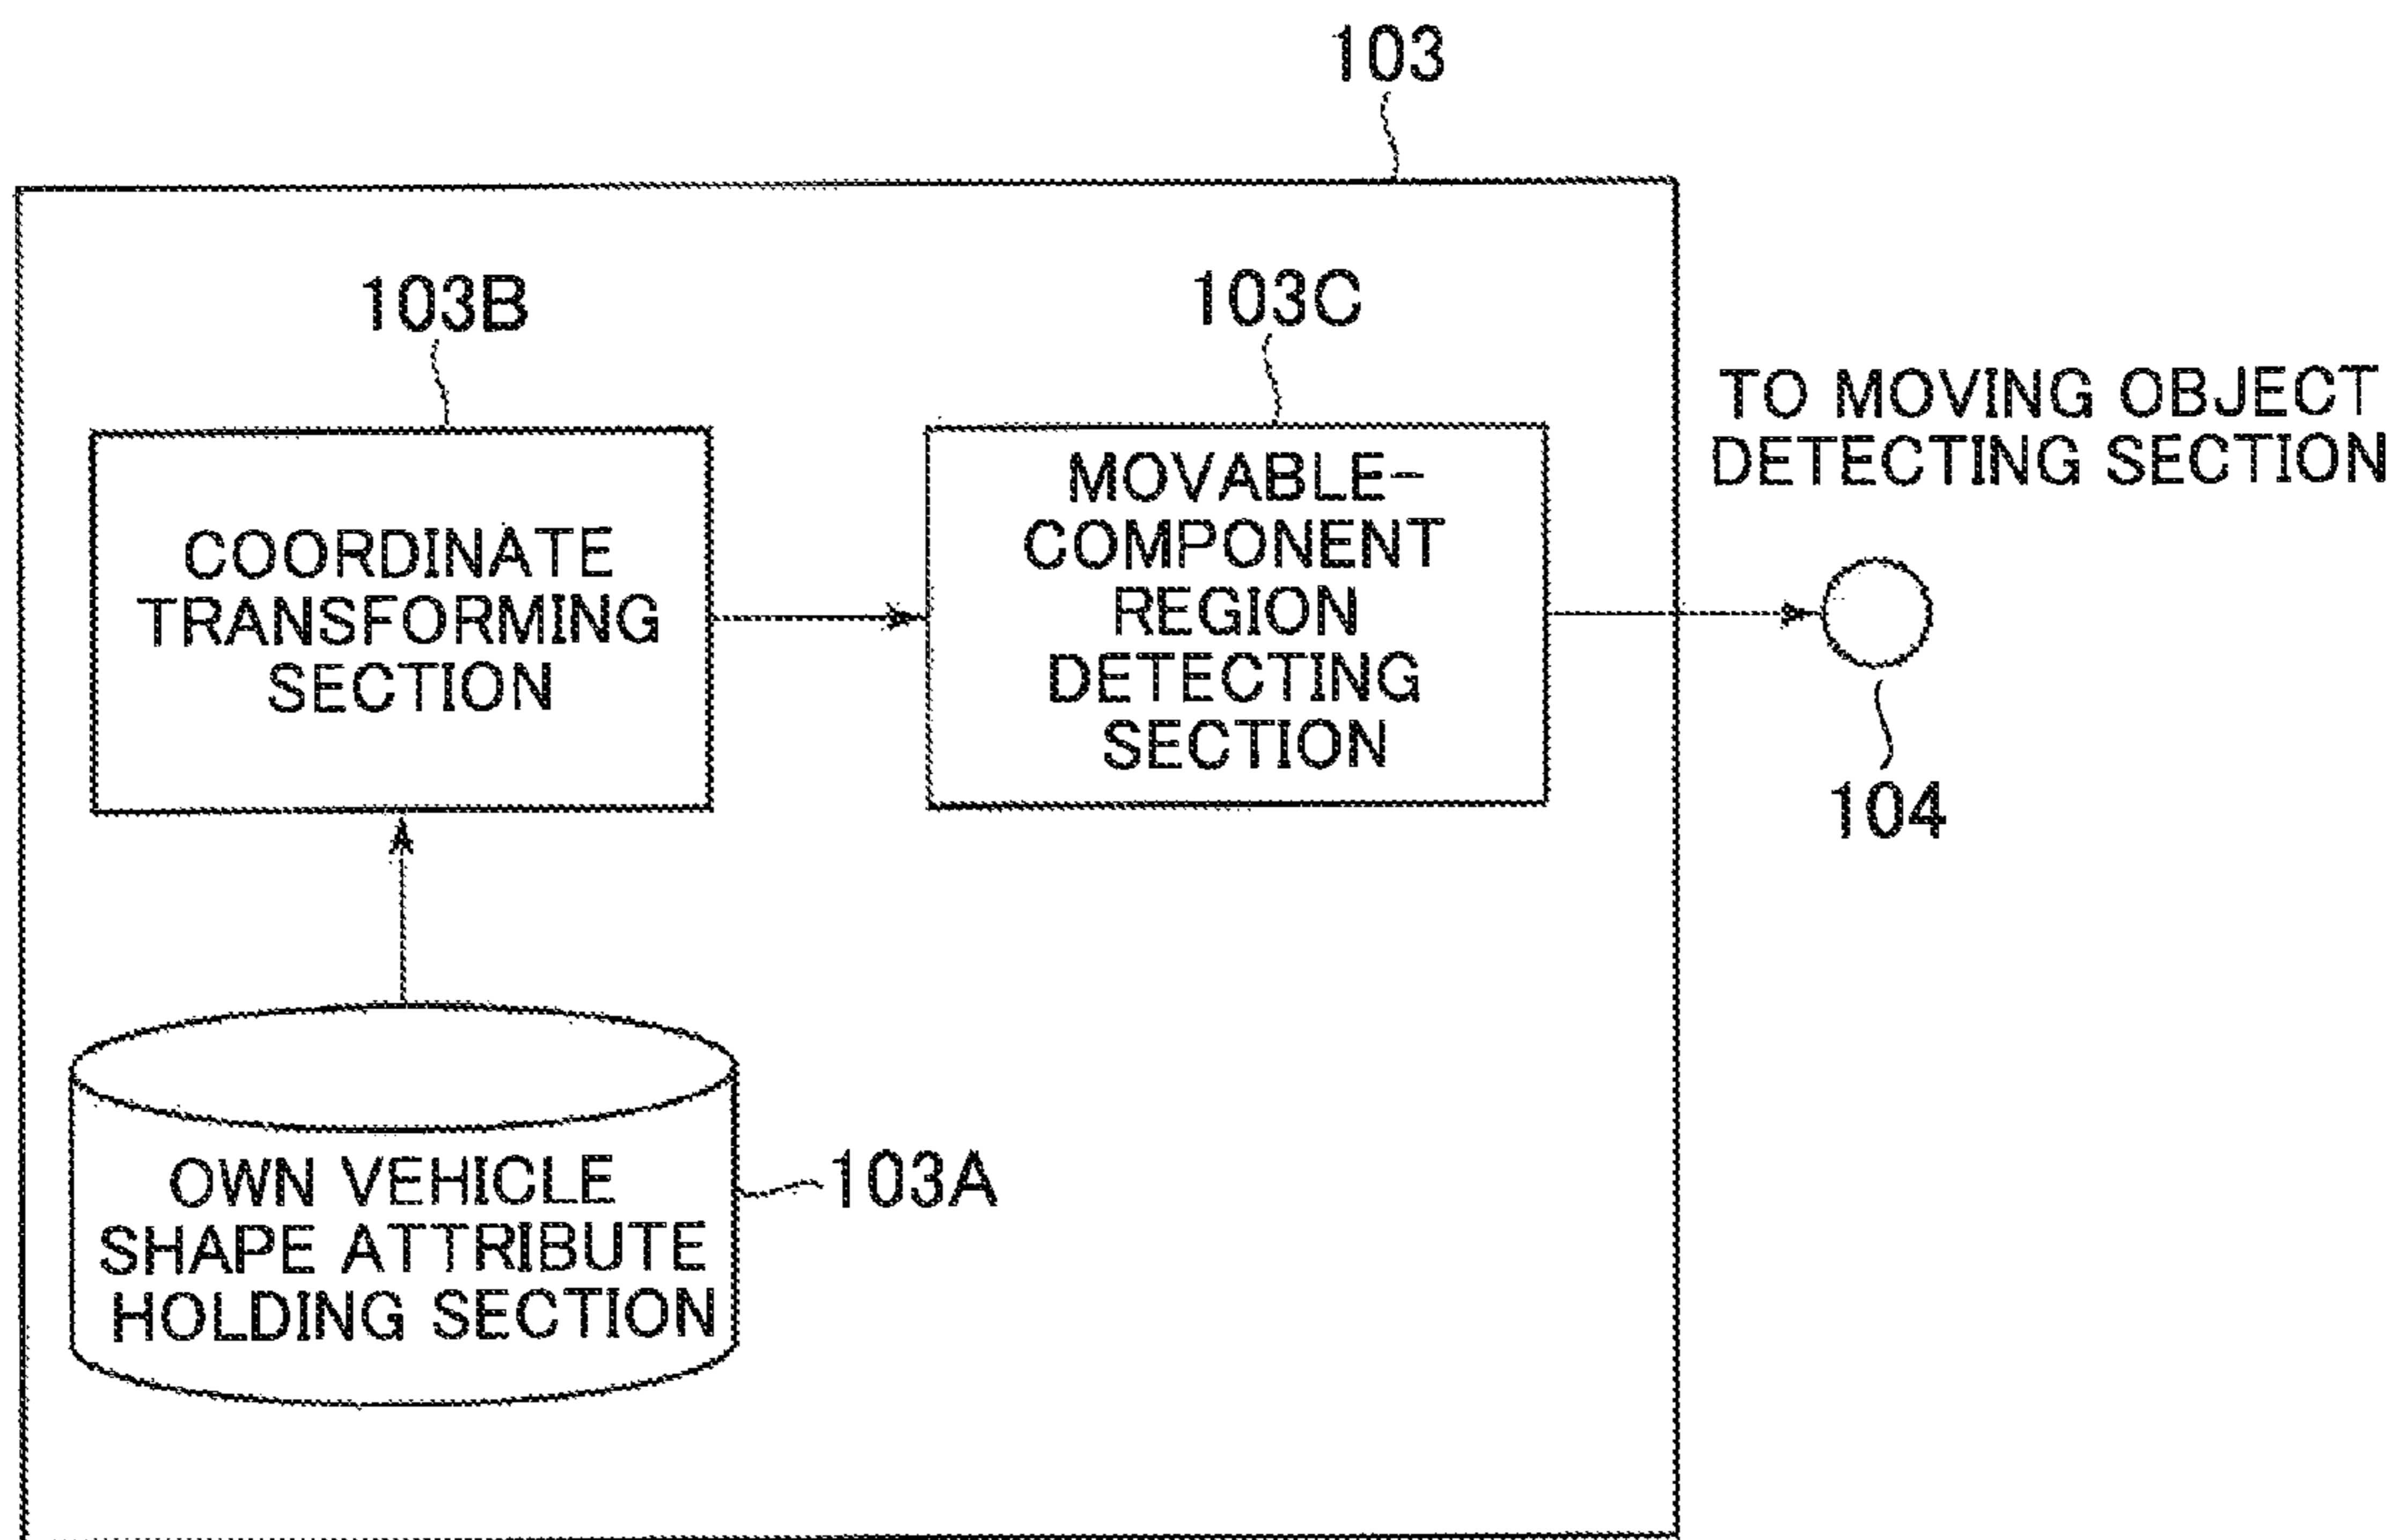 103
103B
103C
TO MOVING OBJECT
DETECTING SECTION
COORDINATE
TRANSFORMING
SECTION
MOVABLE-
COMPONENT
REGION
DETECTING
SECTION
104
OWN VEHICLE
SHAPE ATTRIBUTE
HOLDING SECTION
103A